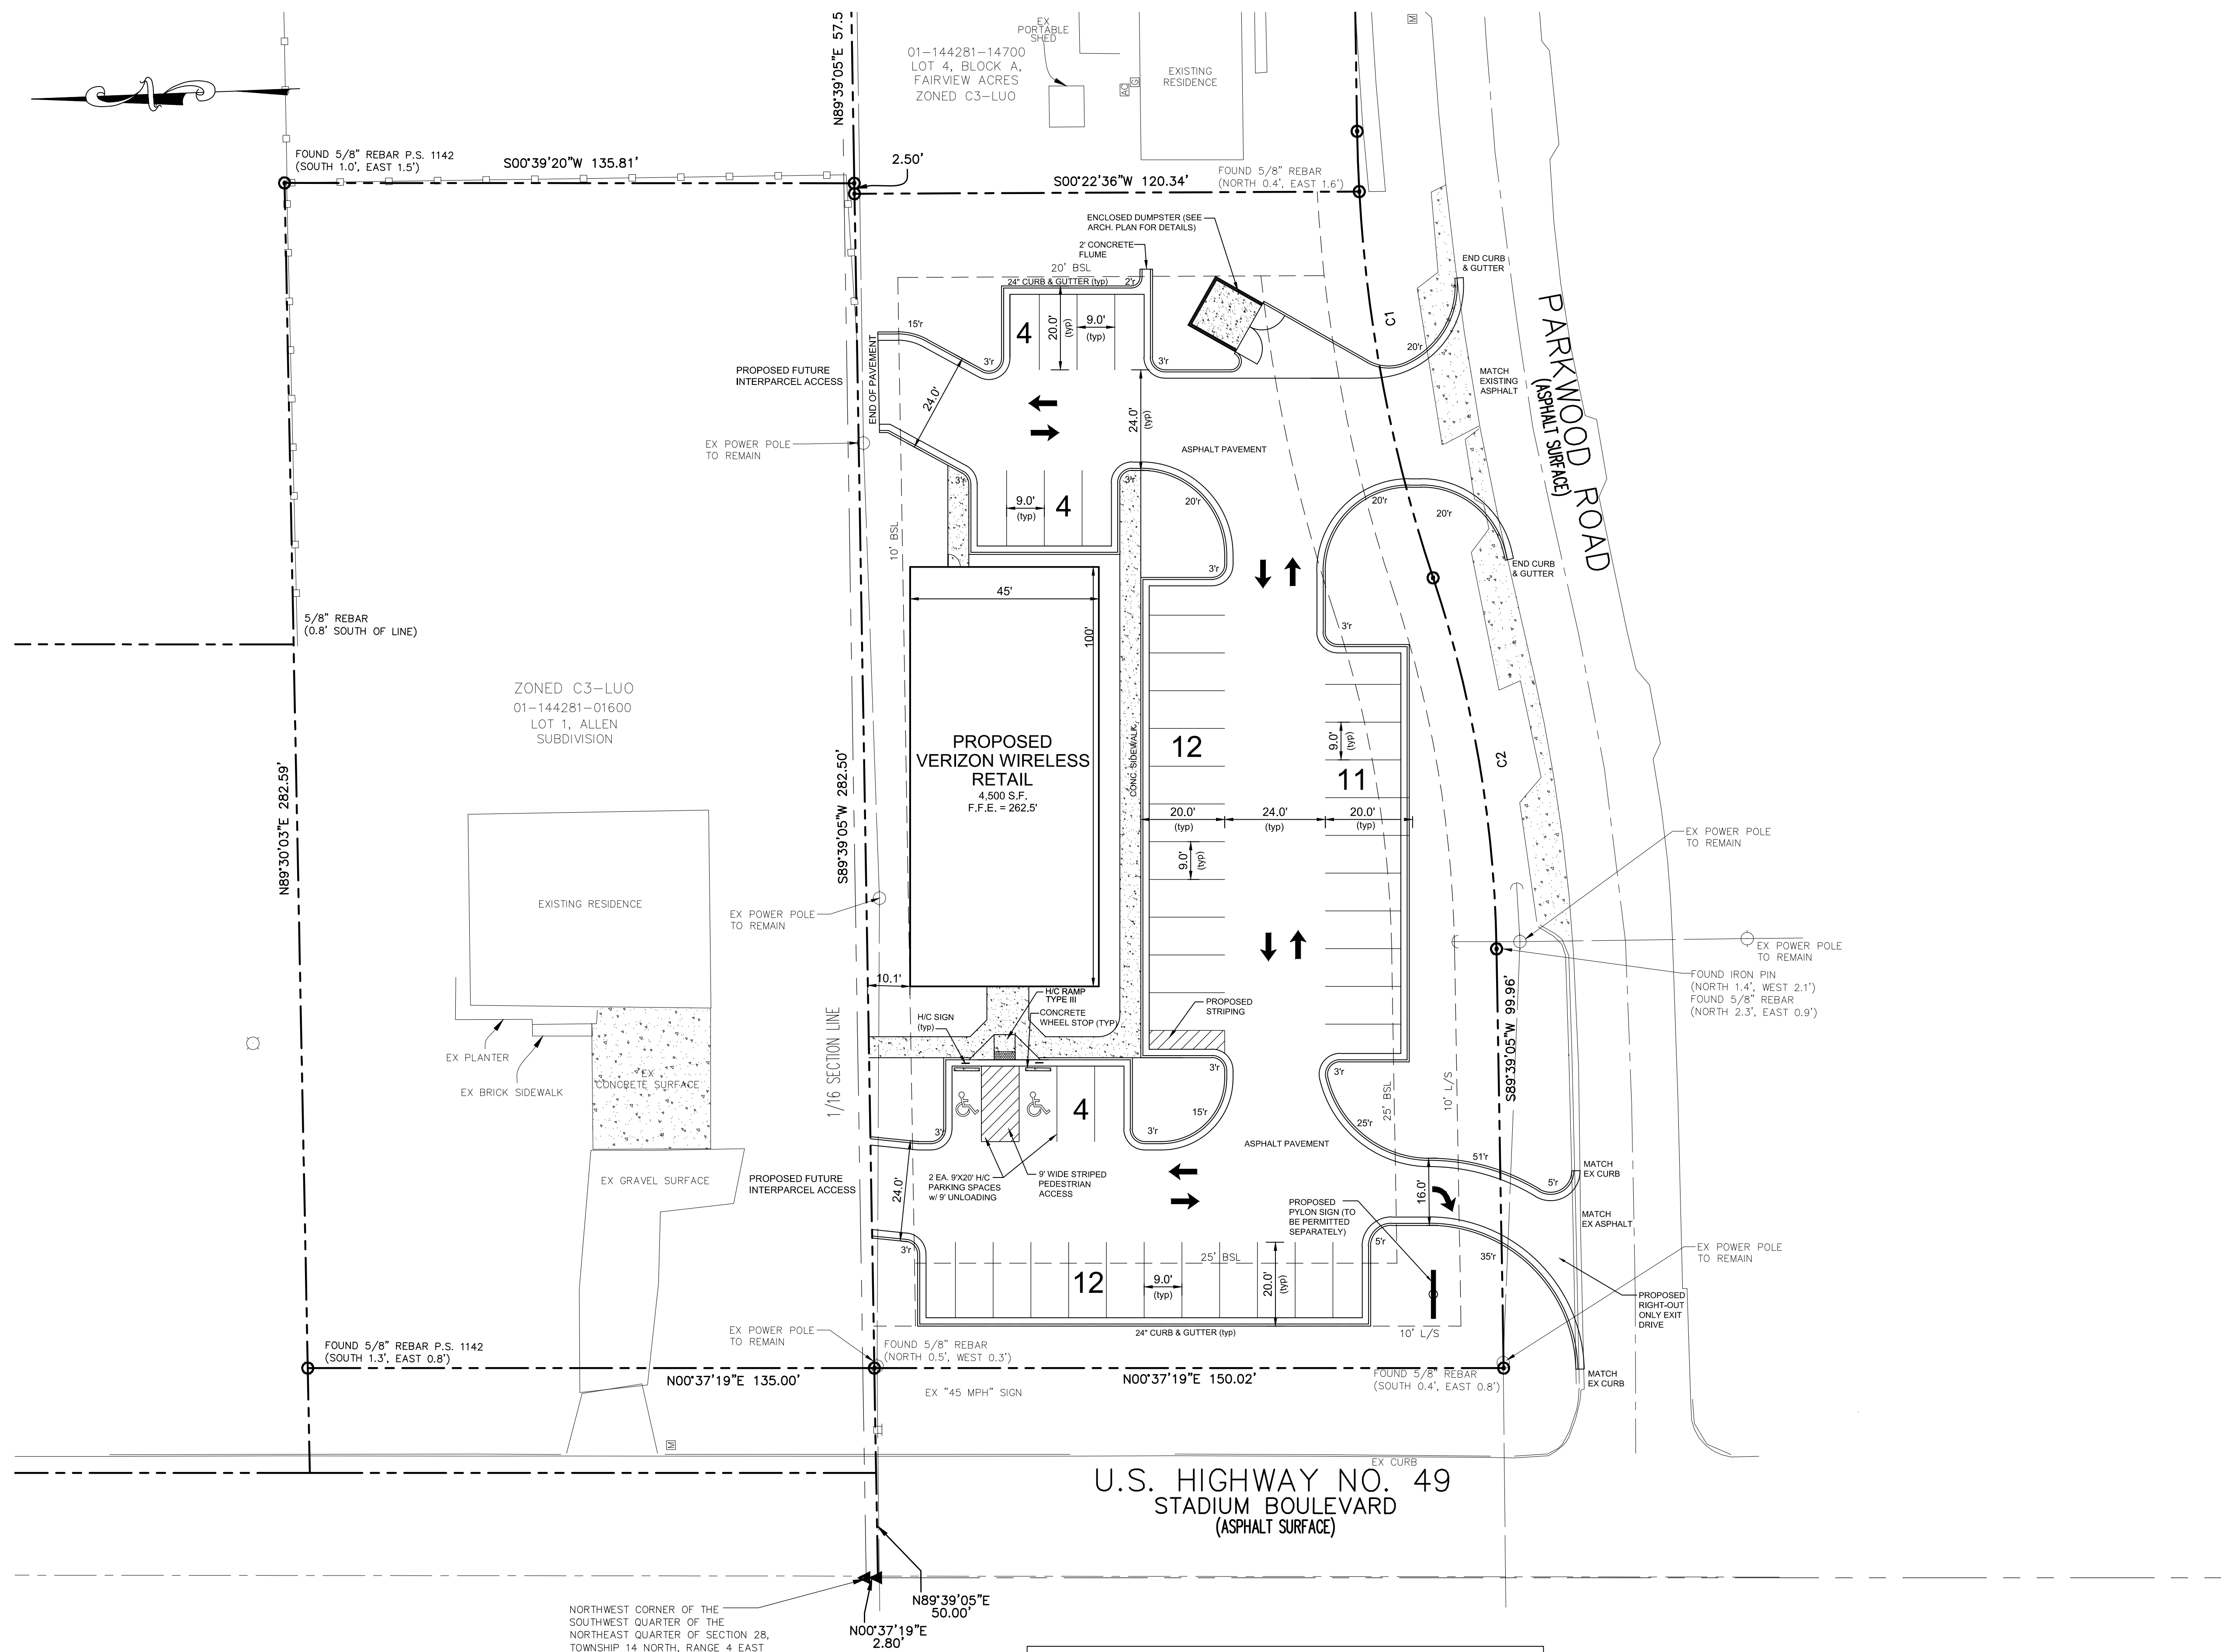 N89°39'05"E 57.5
EX
PORTABLE
SHED
01-144281-14700
LOT 4, BLOCK A,
FAIRVIEW ACRES
ZONED C3-LUO
AC
G
EXISTING
RESIDENCE
M
N
FOUND 5/8" REBAR P.S. 1142
(SOUTH 1.0', EAST 1.5')
S00°39'20"W 135.81'
2.50'
S00°22'36"W 120.34'
FOUND 5/8" REBAR
(NORTH 0.4', EAST 1.6')
ENCLOSED DUMPSTER (SEE
ARCH. PLAN FOR DETAILS)
2' CONCRETE
FLUME
20' BSL
24" CURB & GUTTER (typ)
2'r
END CURB
& GUTTER
PARKWOOD ROAD
(ASPHALT SURFACE)
C1
20'r
15'r
4
20.0'
(typ)
9.0'
(typ)
3'r
3'r
END OF PAVEMENT
PROPOSED FUTURE
INTERPARCEL ACCESS
24.0'
MATCH
EXISTING
ASPHALT
24.0'
(typ)
EX POWER POLE
TO REMAIN
ASPHALT PAVEMENT
3'r
3'r
9.0'
(typ)
4
20'r
20'r
20'r
10' BSL
3'r
END CURB
& GUTTER
45'
100'
3'r
5/8" REBAR
(0.8' SOUTH OF LINE)
ZONED C3-LUO
01-144281-01600
LOT 1, ALLEN
SUBDIVISION
N89°30'03"E 282.59'
S89°39'05"W 282.50'
PROPOSED
VERIZON WIRELESS
RETAIL
4,500 S.F.
F.F.E. = 262.5'
CONC. SIDEWALK
12
9.0'
(typ)
11
C2
20.0'
(typ)
24.0'
(typ)
20.0'
(typ)
9.0'
(typ)
EX POWER POLE
TO REMAIN
EXISTING RESIDENCE
EX POWER POLE
TO REMAIN
EX POWER POLE
TO REMAIN
FOUND IRON PIN
(NORTH 1.4', WEST 2.1')
FOUND 5/8" REBAR
(NORTH 2.3', EAST 0.9')
10.1'
H/C RAMP
TYPE III
CONCRETE
WHEEL STOP (TYP)
H/C SIGN
(typ)
PROPOSED
STRIPING
S89°39'05"W 99.96'
1/16 SECTION LINE
EX PLANTER
EX BRICK SIDEWALK
EX
CONCRETE SURFACE
3'r
3'r
25' BSL
10' L/S
4
15'r
3'r
3'r
25'r
ASPHALT PAVEMENT
51'r
5'r
MATCH
EX CURB
EX GRAVEL SURFACE
PROPOSED FUTURE
INTERPARCEL ACCESS
24.0'
2 EA. 9'X20' H/C
PARKING SPACES
w/ 9' UNLOADING
9' WIDE STRIPED
PEDESTRIAN
ACCESS
16.0'
PROPOSED
PYLON SIGN (TO
BE PERMITTED
SEPARATELY)
MATCH
EX ASPHALT
3'r
5'r
35'r
25' BSL
12
9.0'
(typ)
20.0'
(typ)
EX POWER POLE
TO REMAIN
PROPOSED
RIGHT-OUT
ONLY EXIT
DRIVE
24" CURB & GUTTER (typ)
10' L/S
FOUND 5/8" REBAR P.S. 1142
(SOUTH 1.3', EAST 0.8')
EX POWER POLE
TO REMAIN
FOUND 5/8" REBAR
(NORTH 0.5', WEST 0.3')
N00°37'19"E 135.00'
EX "45 MPH" SIGN
N00°37'19"E 150.02'
FOUND 5/8" REBAR
(SOUTH 0.4', EAST 0.8')
MATCH
EX CURB
M
EX CURB
U.S. HIGHWAY NO. 49
STADIUM BOULEVARD
(ASPHALT SURFACE)
N89°39'05"E
50.00'
N00°37'19"E
2.80'
NORTHWEST CORNER OF THE
SOUTHWEST QUARTER OF THE
NORTHEAST QUARTER OF SECTION 28,
TOWNSHIP 14 NORTH, RANGE 4 EAST